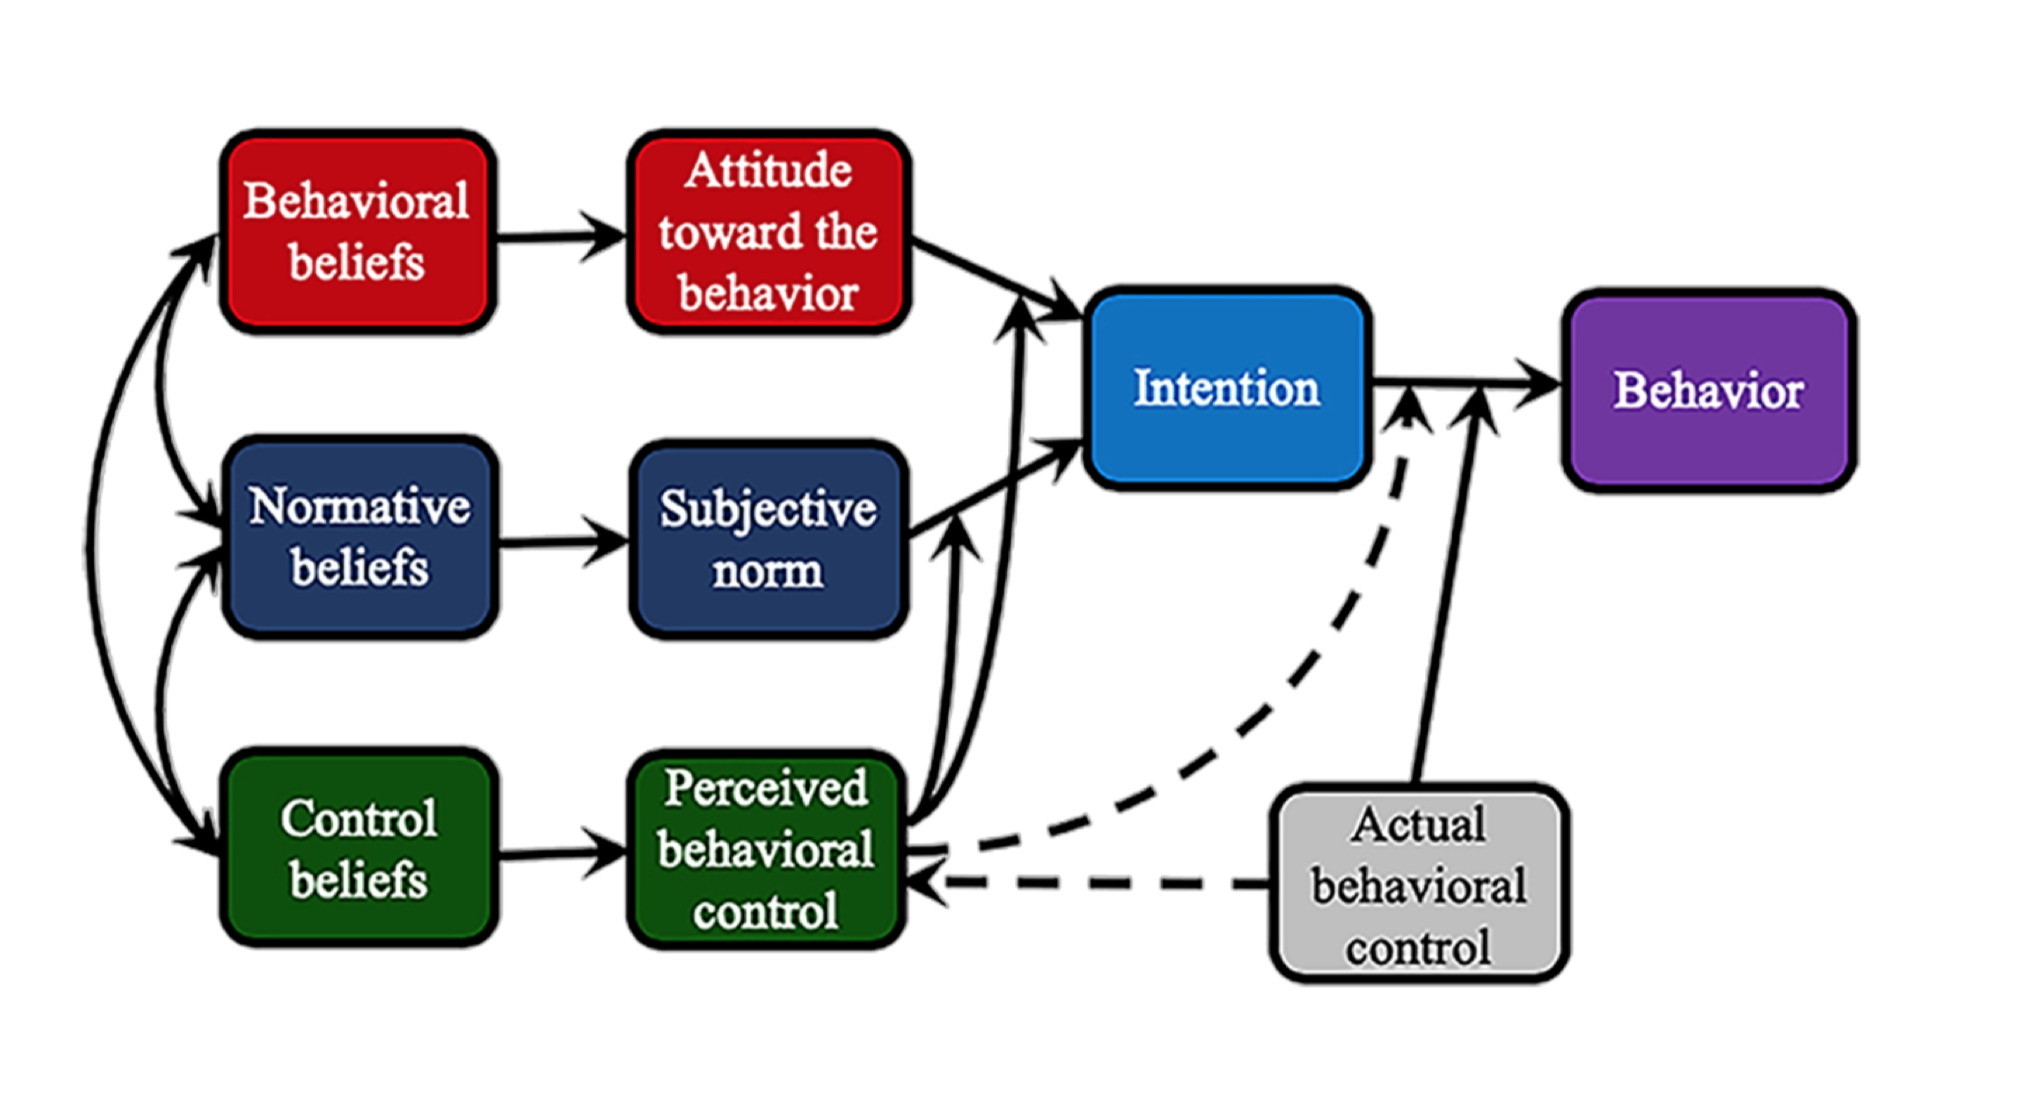 Behavioral
beliefs
Attitude
toward the
behavior
Normative
beliefs
Subjective
norm
Intention
Behavior
Control
beliefs
Perceived
behavioral
control
Actual
behavioral
control